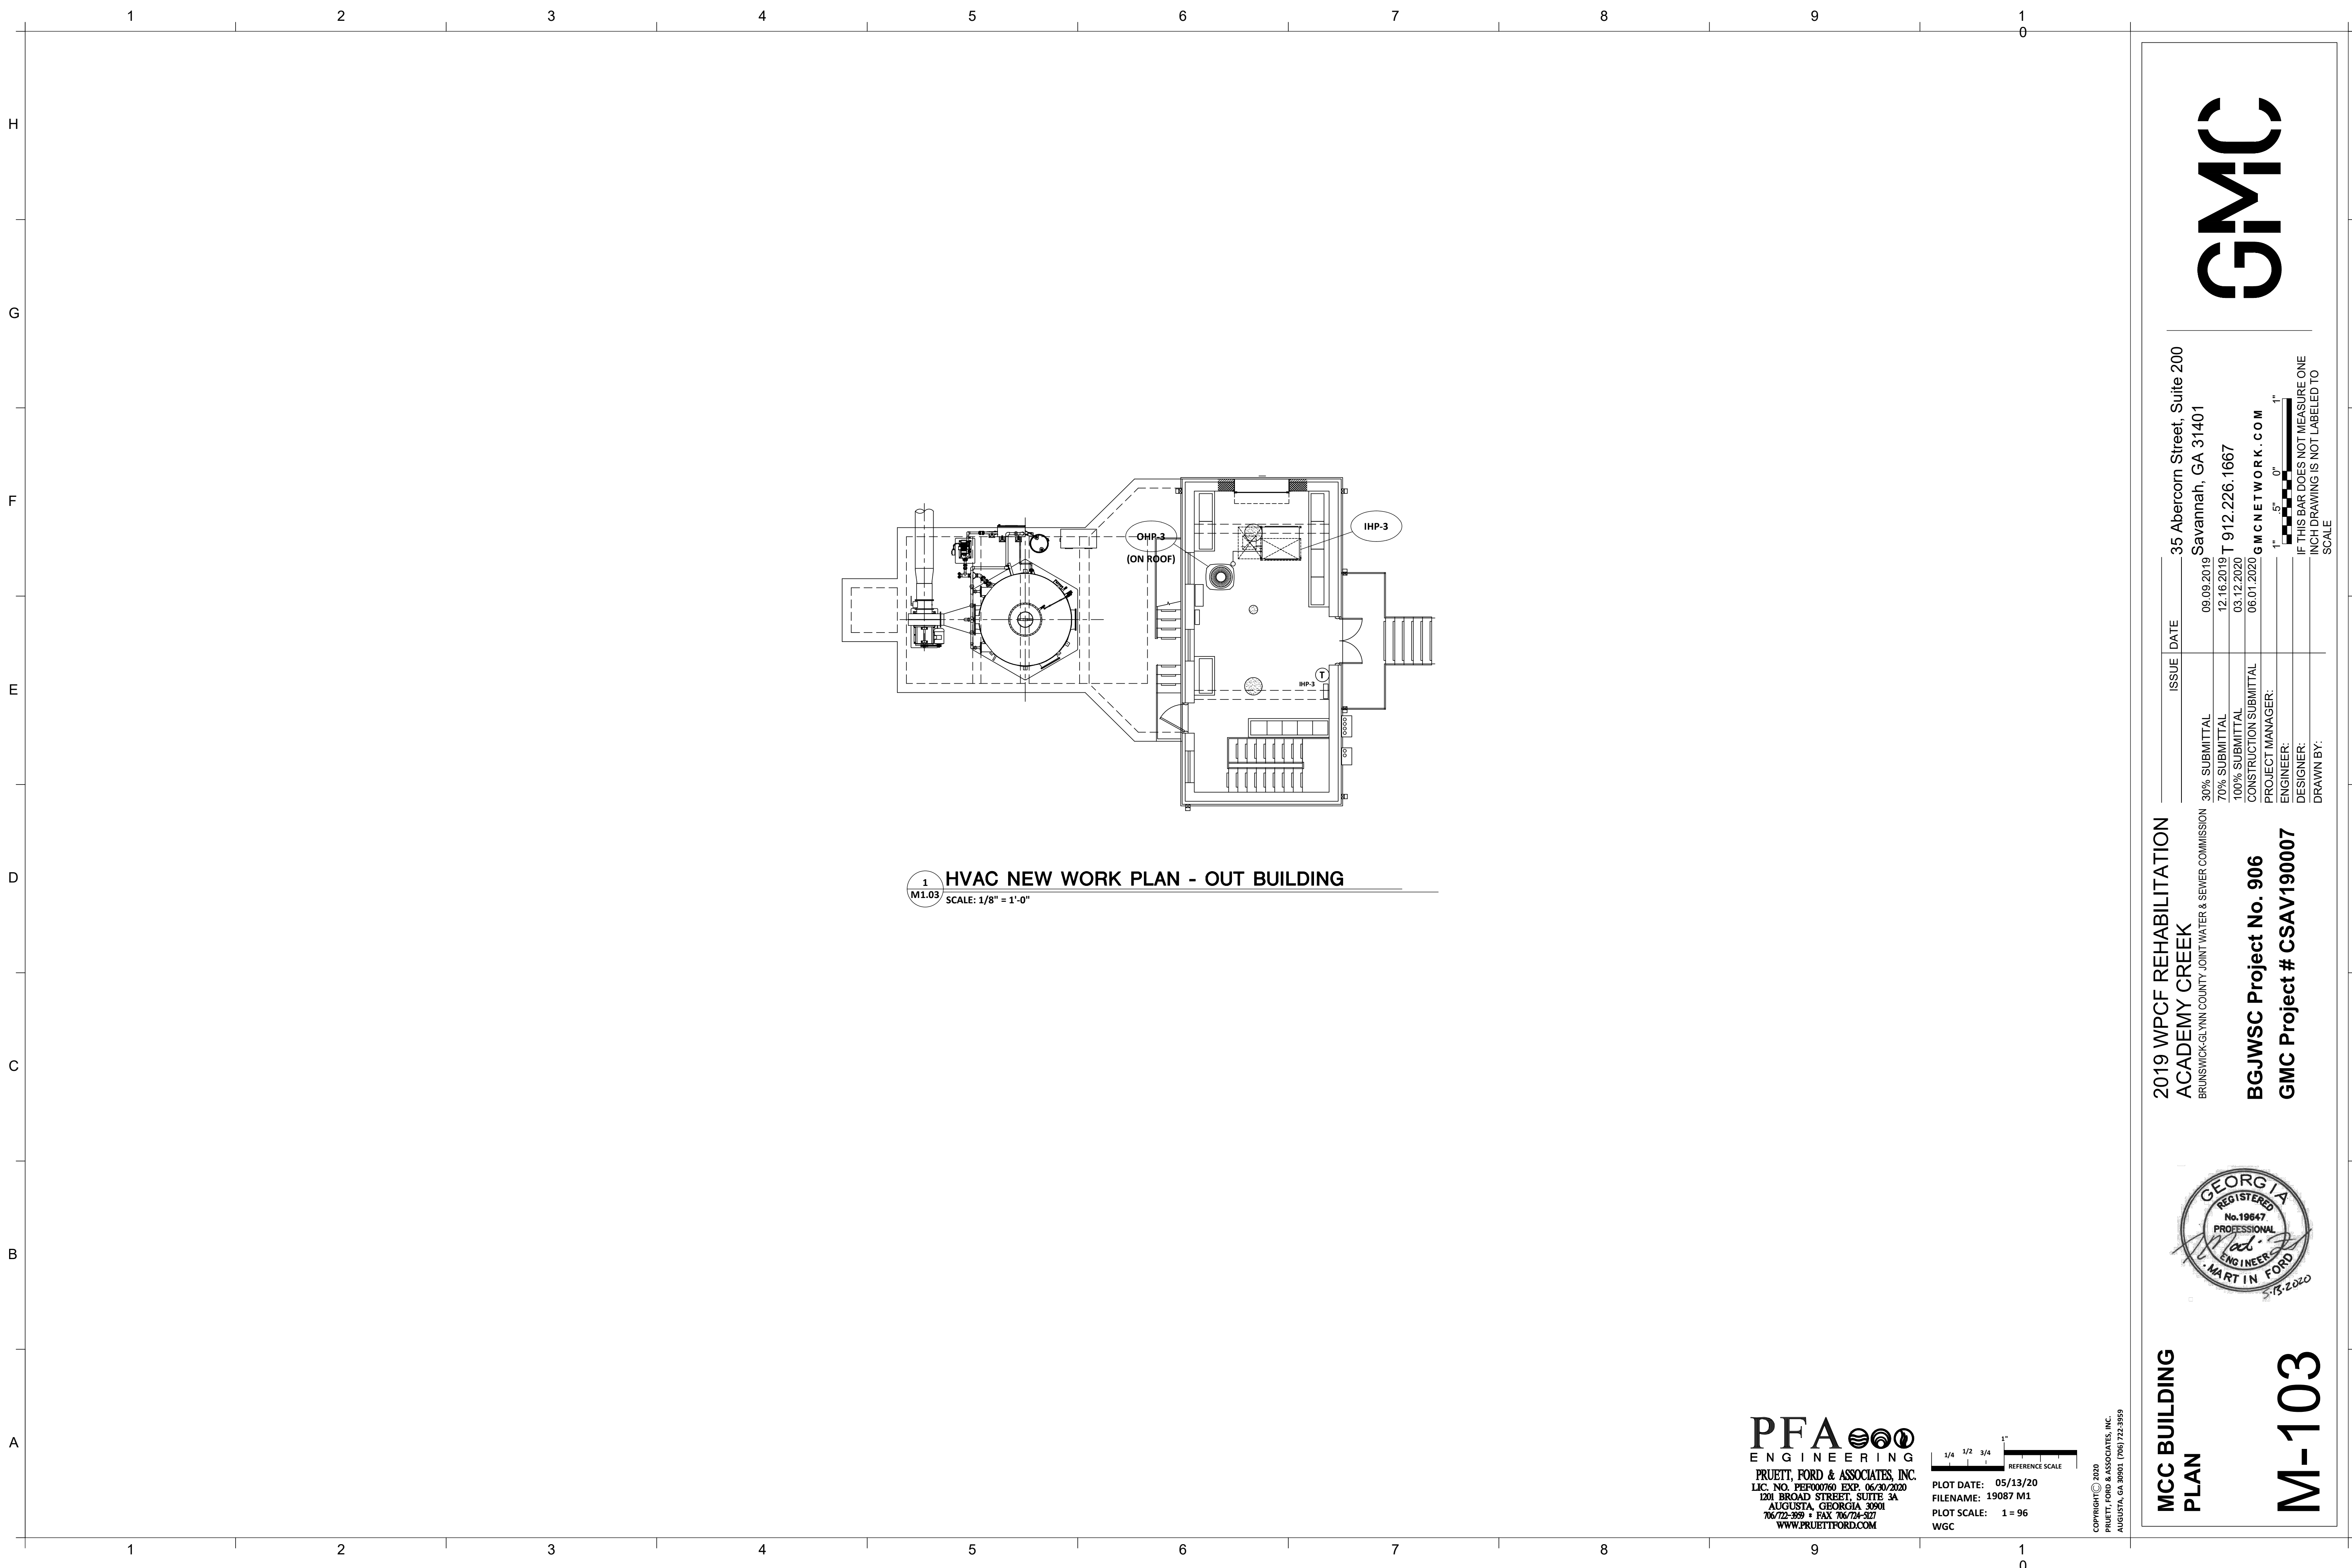 1 2 3 4 5 6 7 8 9 10
H
G
F
E
D
C
B
A
OHP-3
(ON ROOF)
IHP-3
T
IHP-3
1
M1.03
HVAC NEW WORK PLAN - OUT BUILDING
SCALE: 1/8" = 1'-0"
PFA
ENGINEERING
PRUETT, FORD & ASSOCIATES, INC.
LIC. NO. PEF000760 EXP. 06/30/2020
1201 BROAD STREET, SUITE 3A
AUGUSTA, GEORGIA 30901
706/722-3959 * FAX 706/724-5127
WWW.PRUETTFORD.COM
1/4 1/2 3/4 1"
REFERENCE SCALE
PLOT DATE: 05/13/20
FILENAME: 19087 M1
PLOT SCALE: 1 = 96
WGC
COPYRIGHT © 2020
PRUETT, FORD & ASSOCIATES, INC.
AUGUSTA, GA 30901 (706) 722-3959
1 2 3 4 5 6 7 8 9 10
GMC
35 Abercorn Street, Suite 200
Savannah, GA 31401
T 912.226.1667
GMCNETWORK.COM
1" .5" 0" 1"
IF THIS BAR DOES NOT MEASURE ONE
INCH DRAWING IS NOT LABELED TO
SCALE
ISSUE DATE
30% SUBMITTAL 09.09.2019
70% SUBMITTAL 12.16.2019
100% SUBMITTAL 03.12.2020
CONSTRUCTION SUBMITTAL 06.01.2020
PROJECT MANAGER:
ENGINEER:
DESIGNER:
DRAWN BY:
2019 WPCF REHABILITATION
ACADEMY CREEK
BRUNSWICK-GLYNN COUNTY JOINT WATER & SEWER COMMISSION
BGJWSC Project No. 906
GMC Project # CSAV190007
GEORGIA
REGISTERED
No.19647
PROFESSIONAL
ENGINEER
MARTIN FORD
5.13.2020
MCC BUILDING
PLAN
M-103